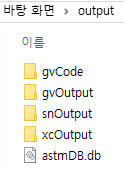 바탕 화면 › output
이름
gvCode
gvOutput
snOutput
xcOutput
astmDB.db